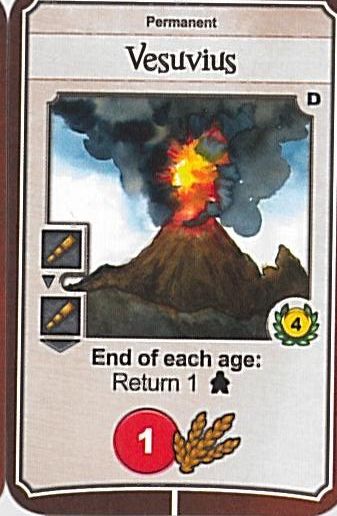 Permanent
Vesuvius
D
4
End of each age:
Return 1
1